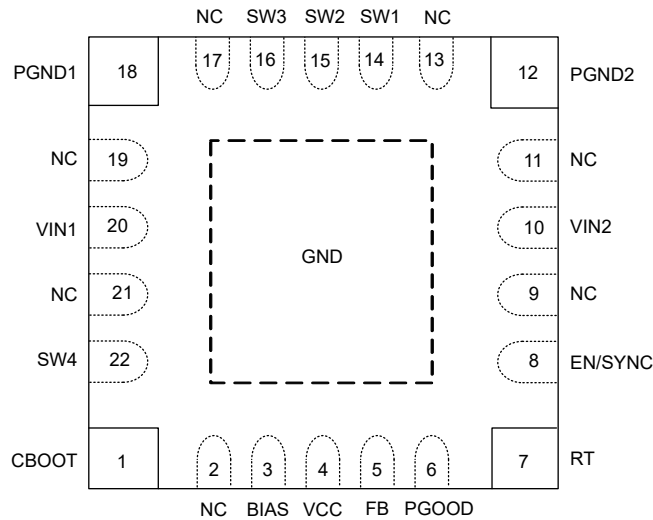 NC SW3 SW2 SW1 NC
PGND1 18 17 16 15 14 13 12 PGND2
NC 19 11 NC
VIN1 20 10 VIN2
GND
NC 21 9 NC
SW4 22 8 EN/SYNC
CBOOT 1 2 3 4 5 6 7 RT
NC BIAS VCC FB PGOOD